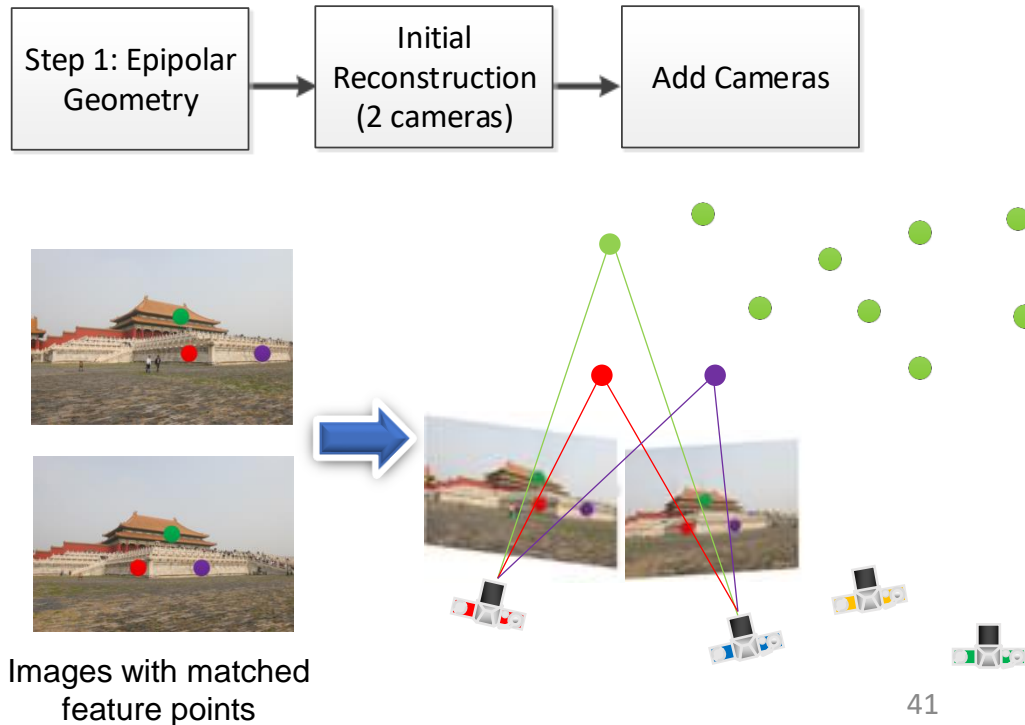 Step 1: Epipolar
Geometry
Initial
Reconstruction
(2 cameras)
Add Cameras
Images with matched
feature points
41